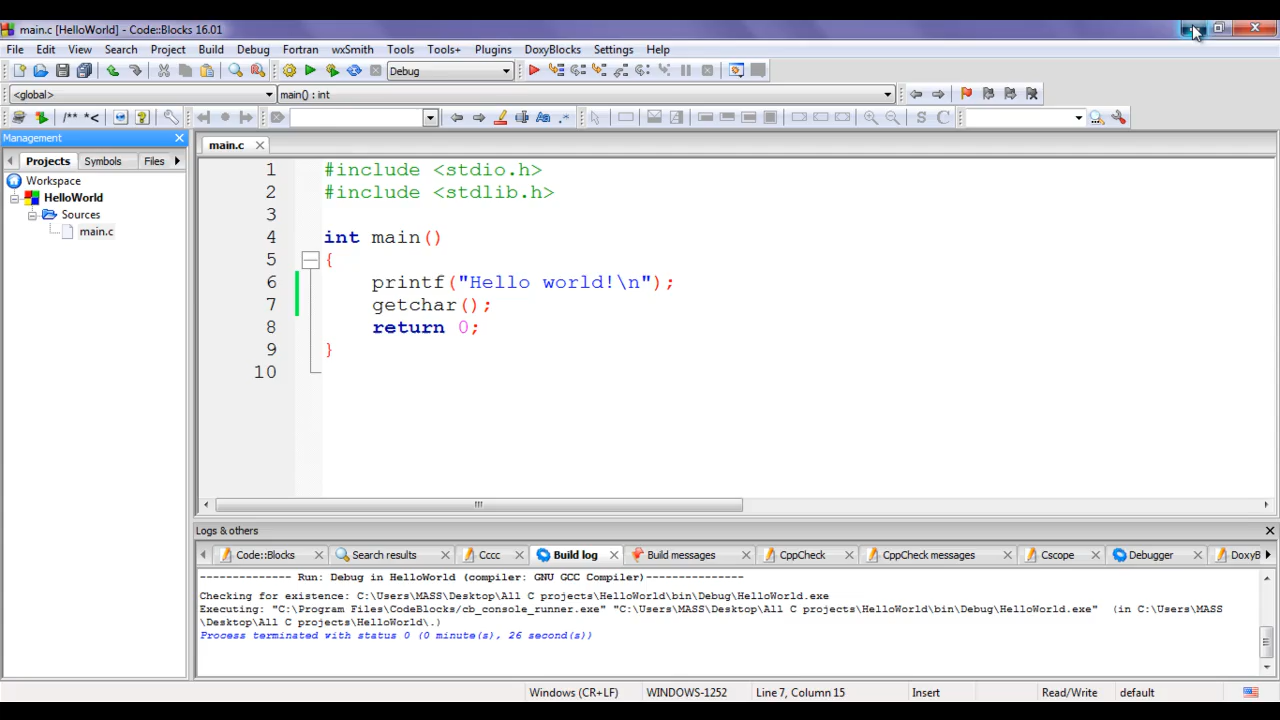 main.c [HelloWorld] - Code::Blocks 16.01
File Edit View Search Project Build Debug Fortran wxSmith Tools Tools+ Plugins DoxyBlocks Settings Help
Debug
<global> main() : int
/** *<
S C
Management
main.c
Projects Symbols Files
Workspace
HelloWorld
Sources
main.c
1 #include <stdio.h>
2 #include <stdlib.h>
3
4 int main()
5 {
6 printf("Hello world!\n");
7 getchar();
8 return 0;
9 }
10
Logs & others
Code::Blocks Search results Cccc Build log Build messages CppCheck CppCheck messages Cscope Debugger DoxyB
-------------- Run: Debug in HelloWorld (compiler: GNU GCC Compiler)---------------
Checking for existence: C:\Users\MASS\Desktop\All C projects\HelloWorld\bin\Debug\HelloWorld.exe
Executing: "C:\Program Files\CodeBlocks/cb_console_runner.exe" "C:\Users\MASS\Desktop\All C projects\HelloWorld\bin\Debug\HelloWorld.exe" (in C:\Users\MASS
\Desktop\All C projects\HelloWorld\.)
Process terminated with status 0 (0 minute(s), 26 second(s))
Windows (CR+LF) WINDOWS-1252 Line 7, Column 15 Insert Read/Write default